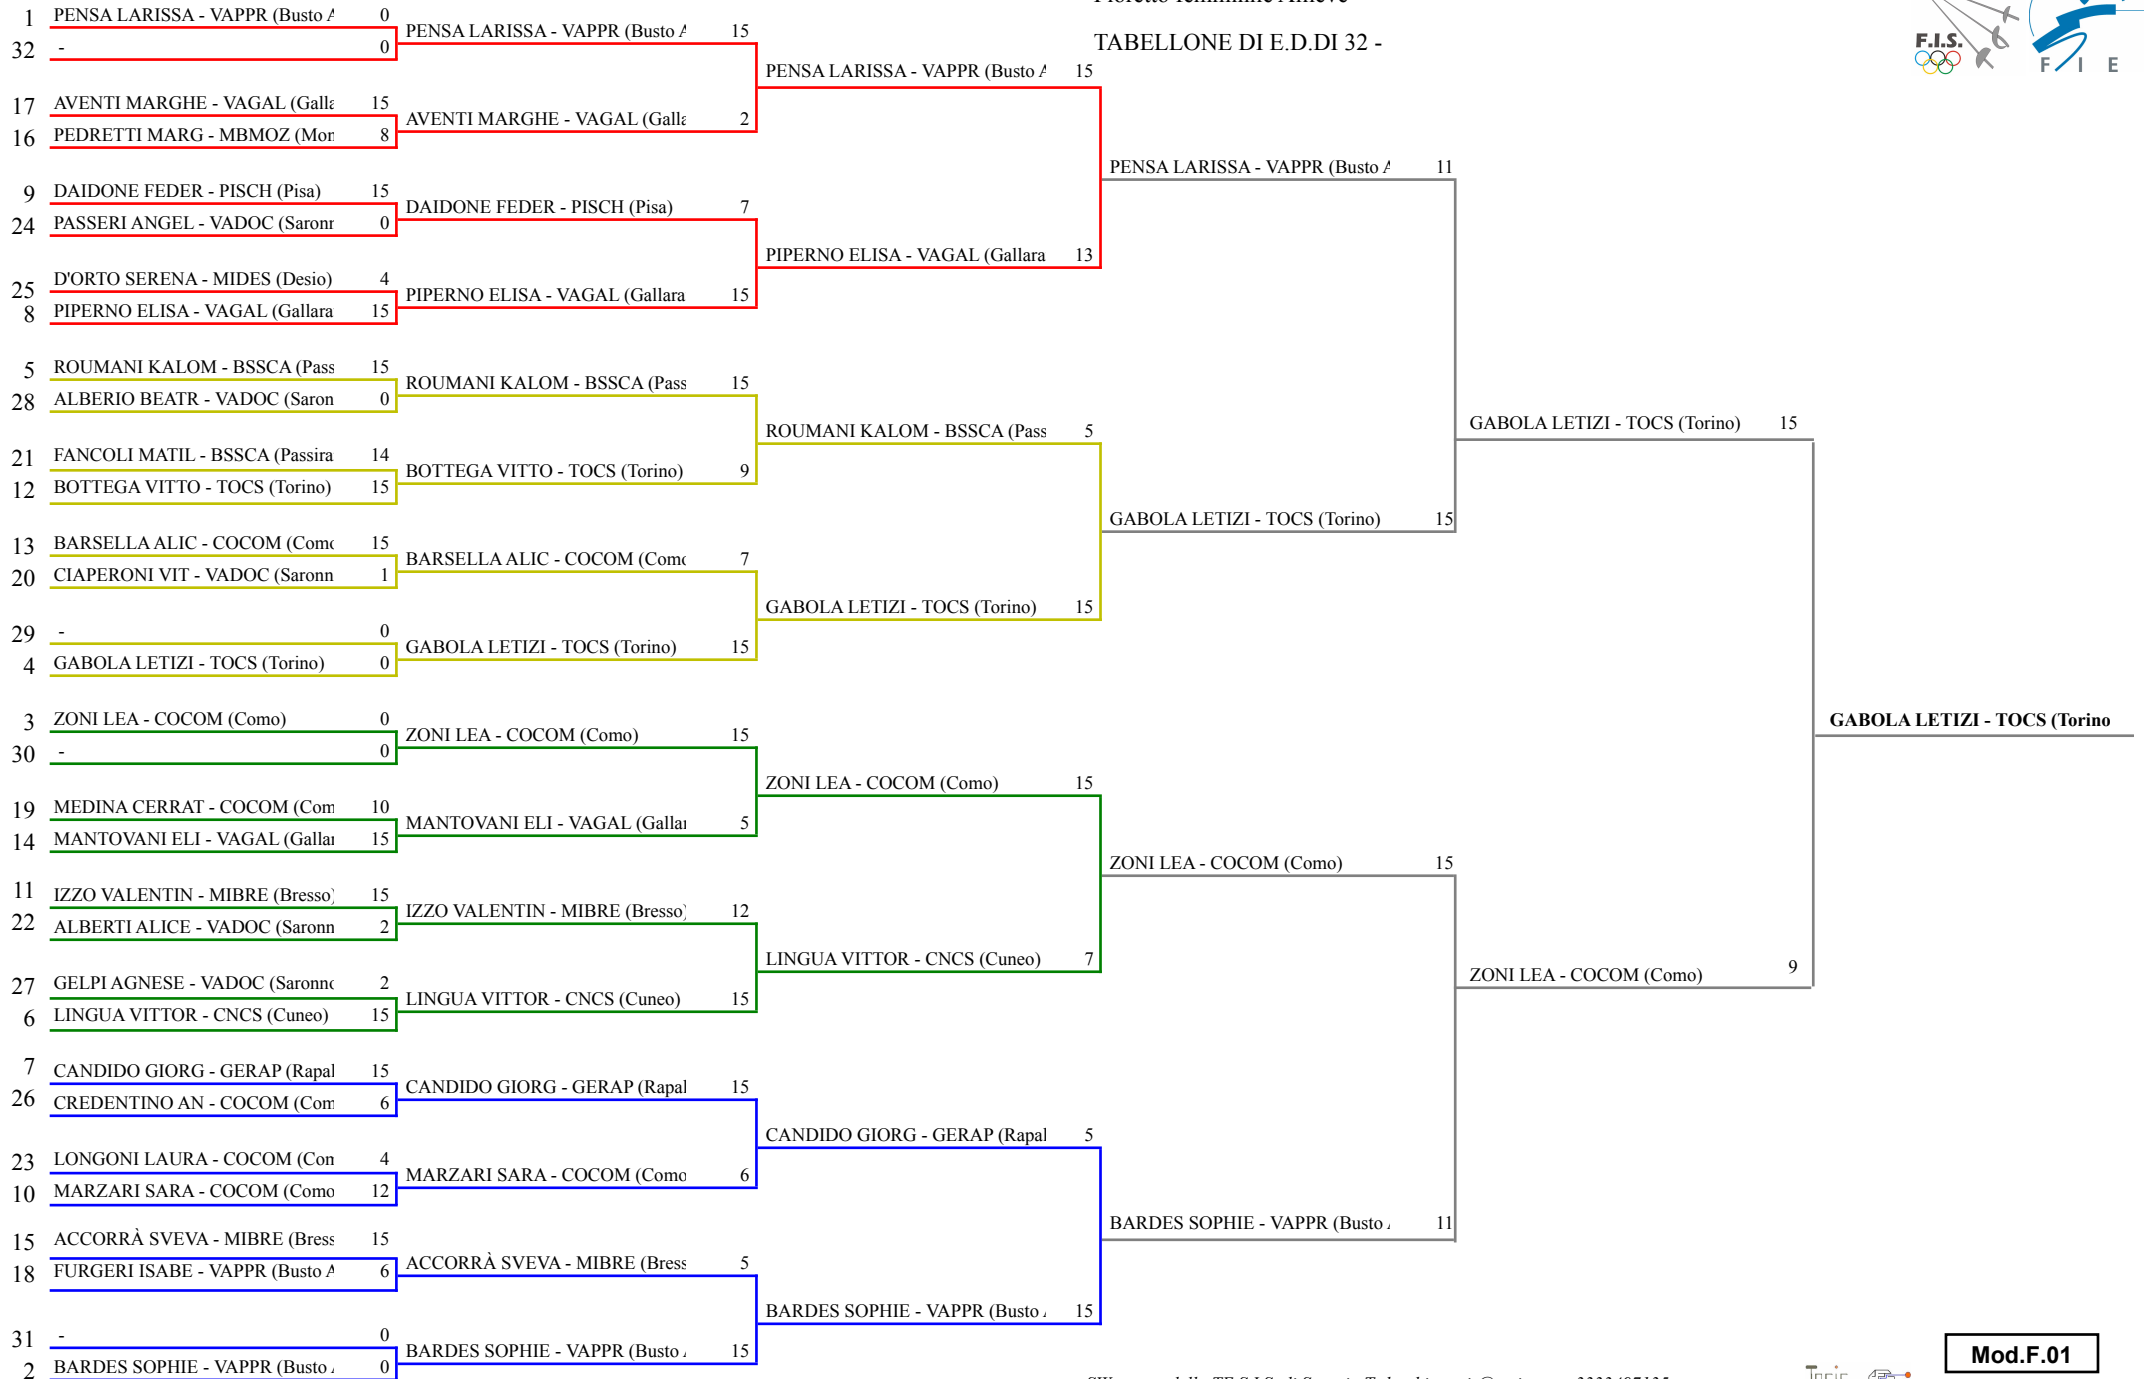 TABELLONE DI E.D.DI 32 -
F.I.S.
F I E
1 PENSA LARISSA - VAPPR (Busto A 0
32 - 0
17 AVENTI MARGHE - VAGAL (Galla 15
16 PEDRETTI MARG - MBMOZ (Mon 8
9 DAIDONE FEDER - PISCH (Pisa) 15
24 PASSERI ANGEL - VADOC (Saronn 0
25 D'ORTO SERENA - MIDES (Desio) 4
8 PIPERNO ELISA - VAGAL (Gallara 15
5 ROUMANI KALOM - BSSCA (Pass 15
28 ALBERIO BEATR - VADOC (Saron 0
21 FANCOLI MATIL - BSSCA (Passira 14
12 BOTTEGA VITTO - TOCS (Torino) 15
13 BARSELLA ALIC - COCOM (Como 15
20 CIAPERONI VIT - VADOC (Saronn 1
29 - 0
4 GABOLA LETIZI - TOCS (Torino) 0
3 ZONI LEA - COCOM (Como) 0
30 - 0
19 MEDINA CERRAT - COCOM (Com 10
14 MANTOVANI ELI - VAGAL (Gallar 15
11 IZZO VALENTIN - MIBRE (Bresso) 15
22 ALBERTI ALICE - VADOC (Saronn 2
27 GELPI AGNESE - VADOC (Saronno 2
6 LINGUA VITTOR - CNCS (Cuneo) 15
7 CANDIDO GIORG - GERAP (Rapal 15
26 CREDENTINO AN - COCOM (Com 6
23 LONGONI LAURA - COCOM (Com 4
10 MARZARI SARA - COCOM (Como 12
15 ACCORRÀ SVEVA - MIBRE (Bress 15
18 FURGERI ISABE - VAPPR (Busto A 6
31 - 0
2 BARDES SOPHIE - VAPPR (Busto A 0
PENSA LARISSA - VAPPR (Busto A 15
AVENTI MARGHE - VAGAL (Galla 2
DAIDONE FEDER - PISCH (Pisa) 7
PIPERNO ELISA - VAGAL (Gallara 15
ROUMANI KALOM - BSSCA (Pass 15
BOTTEGA VITTO - TOCS (Torino) 9
BARSELLA ALIC - COCOM (Como 7
GABOLA LETIZI - TOCS (Torino) 15
ZONI LEA - COCOM (Como) 15
MANTOVANI ELI - VAGAL (Gallar 5
IZZO VALENTIN - MIBRE (Bresso) 12
LINGUA VITTOR - CNCS (Cuneo) 15
CANDIDO GIORG - GERAP (Rapal 15
MARZARI SARA - COCOM (Como 6
ACCORRÀ SVEVA - MIBRE (Bress 5
BARDES SOPHIE - VAPPR (Busto A 15
PENSA LARISSA - VAPPR (Busto A 15
PIPERNO ELISA - VAGAL (Gallara 13
ROUMANI KALOM - BSSCA (Pass 5
GABOLA LETIZI - TOCS (Torino) 15
ZONI LEA - COCOM (Como) 15
LINGUA VITTOR - CNCS (Cuneo) 7
CANDIDO GIORG - GERAP (Rapal 5
BARDES SOPHIE - VAPPR (Busto A 15
PENSA LARISSA - VAPPR (Busto A 11
GABOLA LETIZI - TOCS (Torino) 15
ZONI LEA - COCOM (Como) 15
BARDES SOPHIE - VAPPR (Busto A 11
GABOLA LETIZI - TOCS (Torino) 15
ZONI LEA - COCOM (Como) 9
GABOLA LETIZI - TOCS (Torino
Mod.F.01